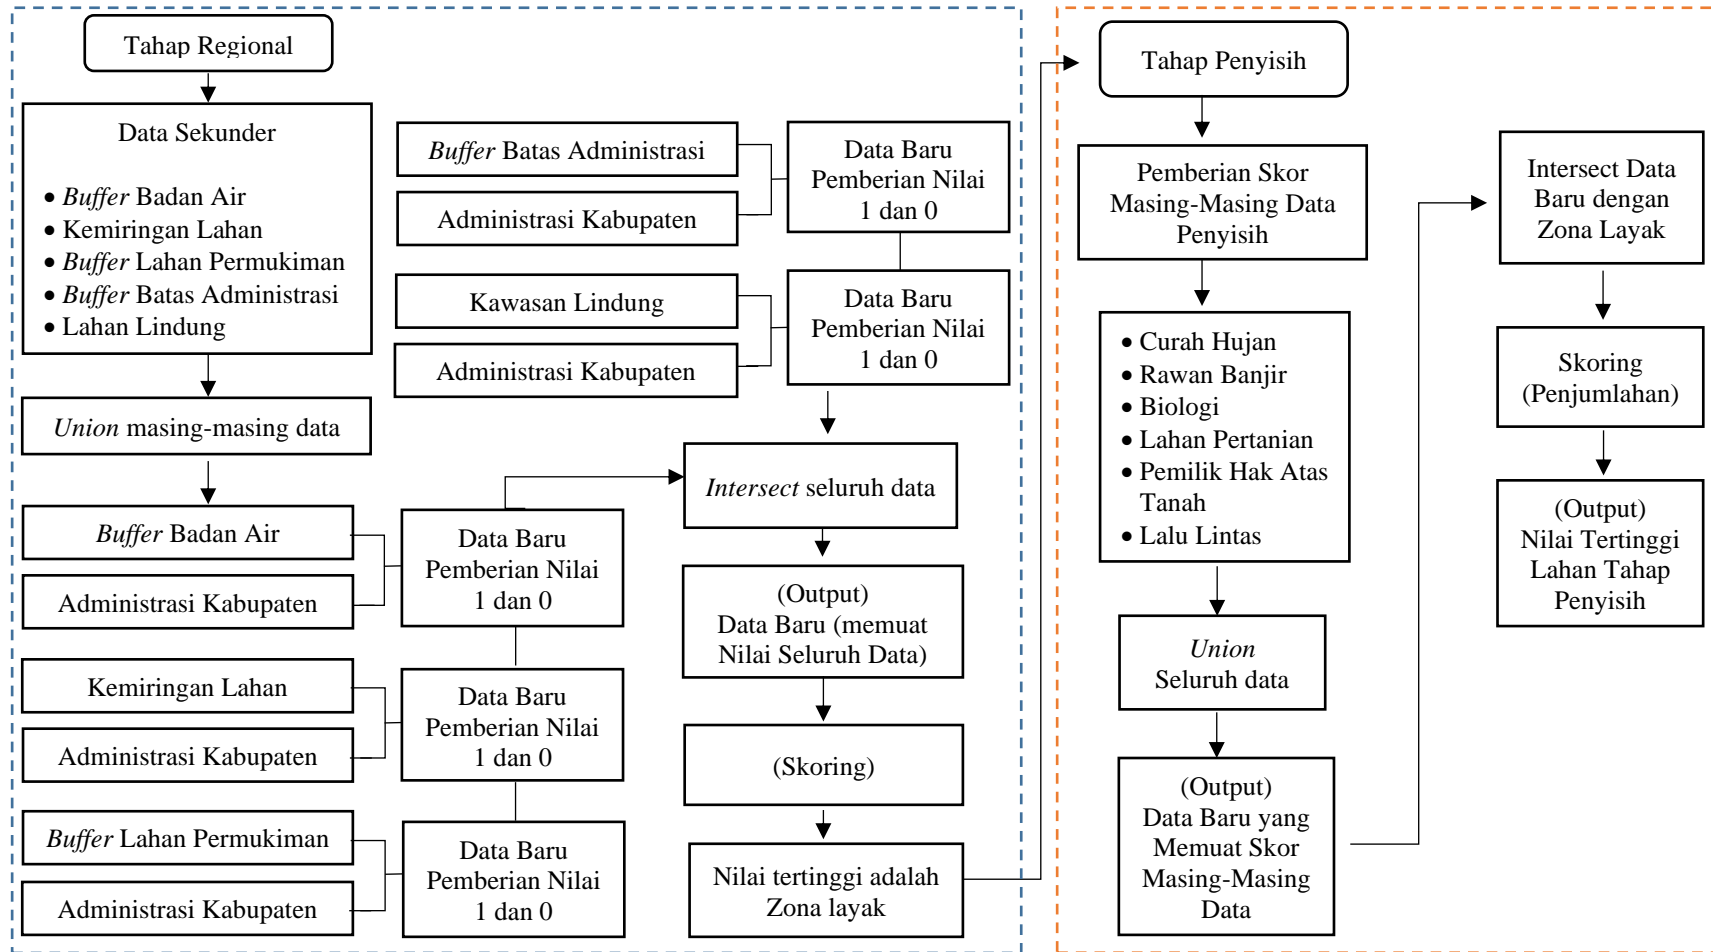 Tahap Regional
Data Sekunder
• Buffer Badan Air
• Kemiringan Lahan
• Buffer Lahan Permukiman
• Buffer Batas Administrasi
• Lahan Lindung
Union masing-masing data
Buffer Badan Air
Administrasi Kabupaten
Data Baru
Pemberian Nilai
1 dan 0
Kemiringan Lahan
Administrasi Kabupaten
Data Baru
Pemberian Nilai
1 dan 0
Buffer Lahan Permukiman
Administrasi Kabupaten
Data Baru
Pemberian Nilai
1 dan 0
Buffer Batas Administrasi
Administrasi Kabupaten
Data Baru
Pemberian Nilai
1 dan 0
Kawasan Lindung
Administrasi Kabupaten
Data Baru
Pemberian Nilai
1 dan 0
Intersect seluruh data
(Output)
Data Baru (memuat
Nilai Seluruh Data)
(Skoring)
Nilai tertinggi adalah
Zona layak
Tahap Penyisih
Pemberian Skor
Masing-Masing Data
Penyisih
• Curah Hujan
• Rawan Banjir
• Biologi
• Lahan Pertanian
• Pemilik Hak Atas
Tanah
• Lalu Lintas
Union
Seluruh data
(Output)
Data Baru yang
Memuat Skor
Masing-Masing
Data
Intersect Data
Baru dengan
Zona Layak
Skoring
(Penjumlahan)
(Output)
Nilai Tertinggi
Lahan Tahap
Penyisih